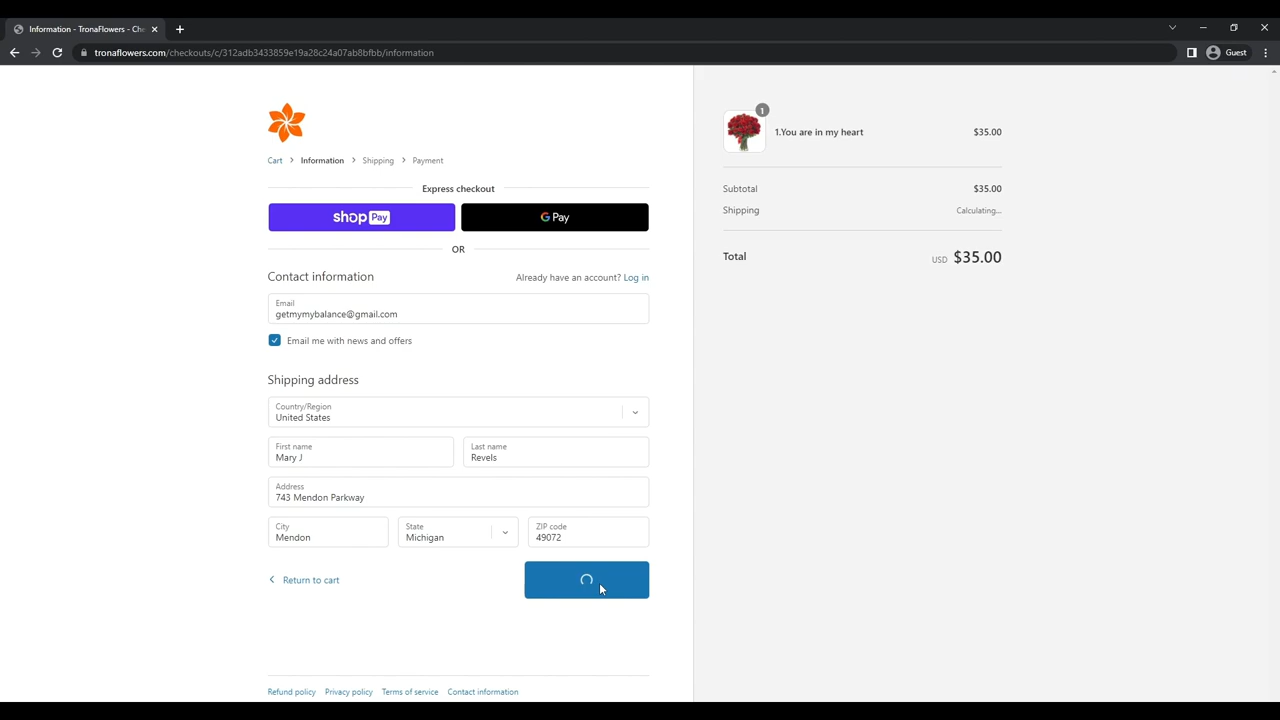 Information - TronaFlowers - Che
tronaflowers.com/checkouts/c/312adb3433859e19a28c24a07ab8bfbb/information
Guest
Cart > Information > Shipping > Payment
Express checkout
shop Pay
G Pay
OR
Contact information
Already have an account? Log in
Email
getmymybalance@gmail.com
Email me with news and offers
Shipping address
Country/Region
United States
First name
Mary J
Last name
Revels
Address
743 Mendon Parkway
City
Mendon
State
Michigan
ZIP code
49072
Return to cart
Refund policy Privacy policy Terms of service Contact information
1
1.You are in my heart $35.00
Subtotal $35.00
Shipping Calculating...
Total USD $35.00